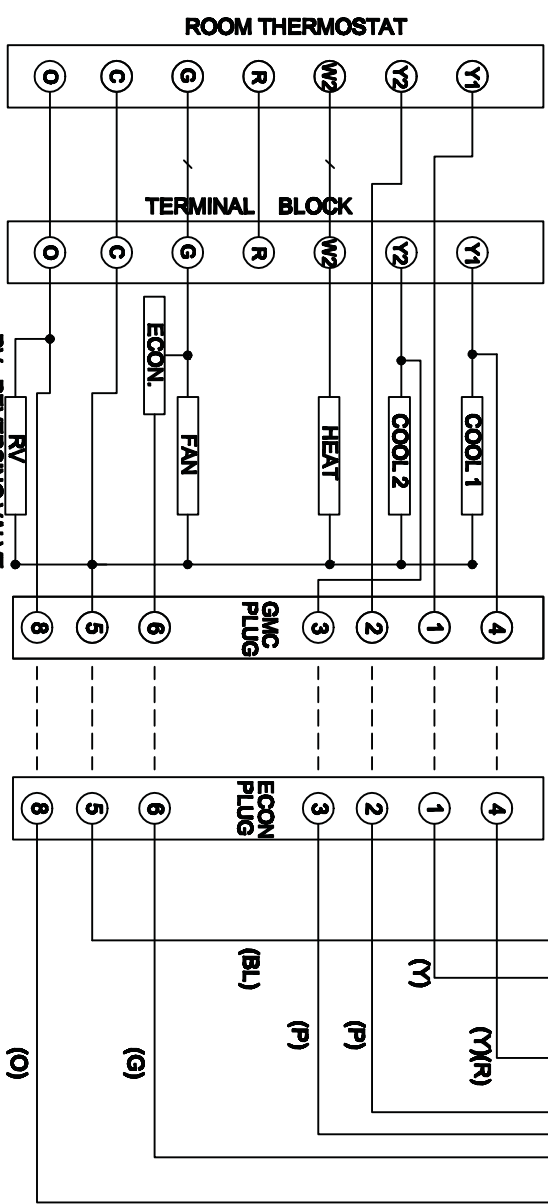 ROOM THERMOSTAT
O C G R W2 Y2 Y1
TERMINAL BLOCK
O C G R W2 Y2 Y1
ECON.
RV
FAN
HEAT
COOL 2
COOL 1
GMC
PLUG
8 5 6 3 2 1 4
ECON
PLUG
8 5 6 3 2 1 4
(BL)
(Y)
(O)
(G)
(P)
(P)
(Y)(R)